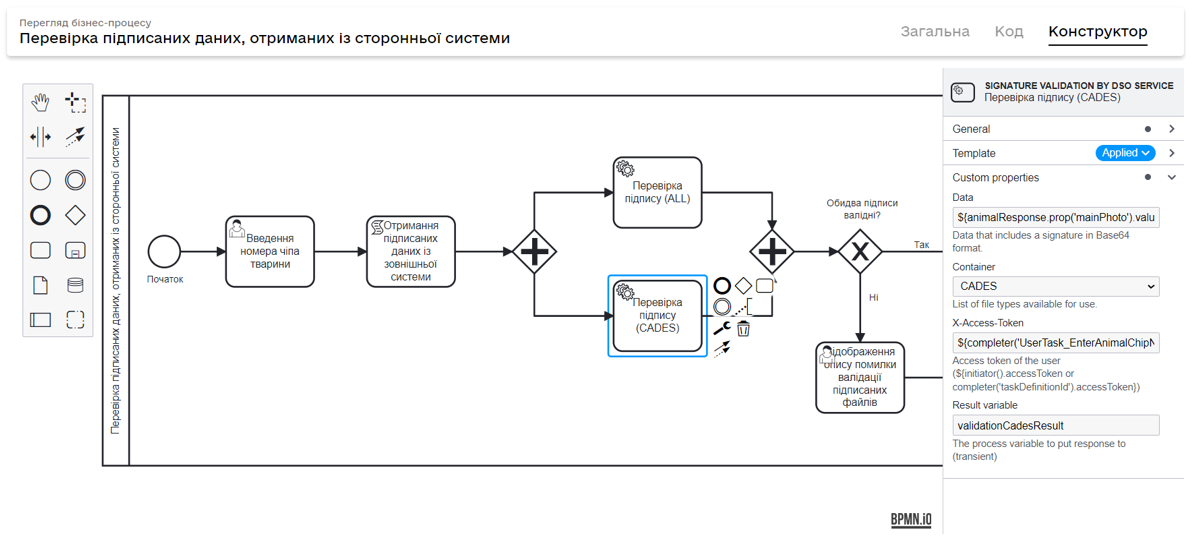 Перегляд бізнес-процесу
Перевірка підписаних даних, отриманих із сторонньої системи
Загальна
Код
Конструктор
Перевірка підписаних даних, отриманих із сторонньої системи
Початок
Введення
номера чіпа
тварини
Отримання
підписаних
даних із
зовнішньої
системи
Перевірка
підпису (ALL)
Перевірка
підпису
(CADES)
Обидва підписи
валідні?
Так
Ні
Відображення
опису помилки
валідації
підписаних
файлів
BPMN.iO
SIGNATURE VALIDATION BY DSO SERVICE
Перевірка підпису (CADES)
General
Template
Applied
Custom properties
Data
${animalResponse.prop('mainPhoto').valu
Data that includes a signature in Base64
format.
Container
CADES
List of file types available for use.
X-Access-Token
${completer('UserTask_EnterAnimalChipN
Access token of the user
(${initiator().accessToken or
completer('taskDefinitionId').accessToken})
Result variable
validationCadesResult
The process variable to put response to
(transient)